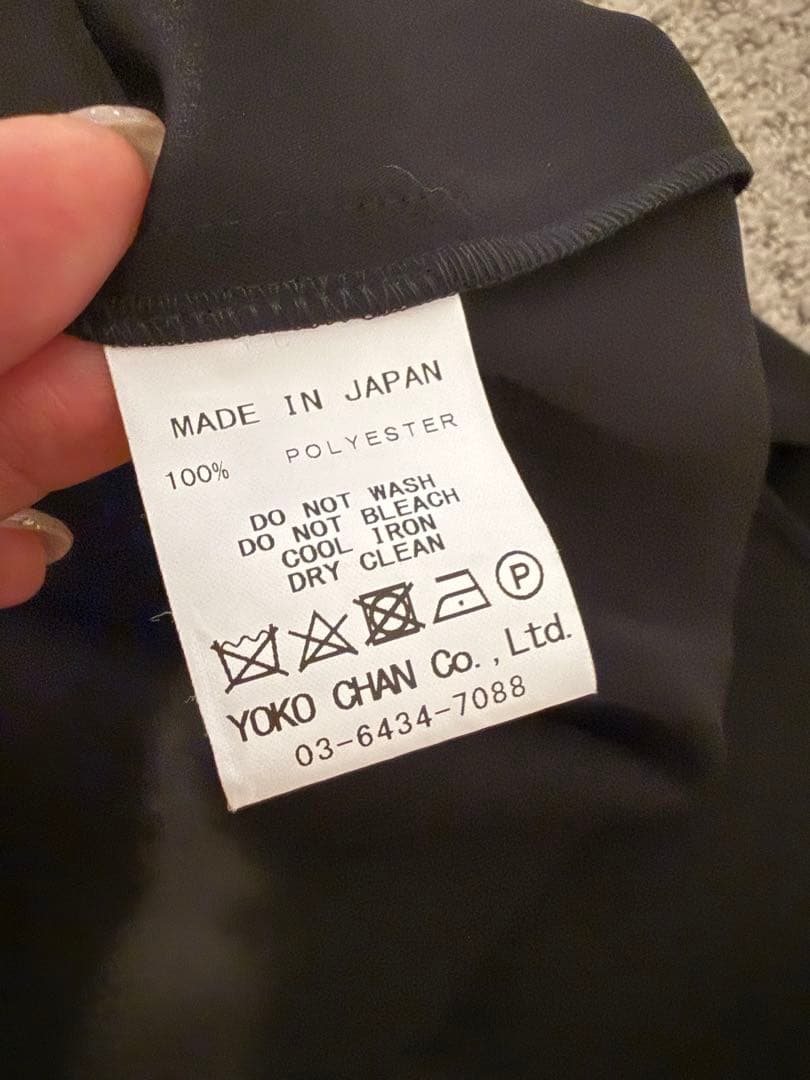 MADE IN JAPAN
100% POLYESTER
DO NOT WASH
DO NOT BLEACH
COOL IRON
DRY CLEAN
P
YOKO CHAN Co., Ltd.
03-6434-7088